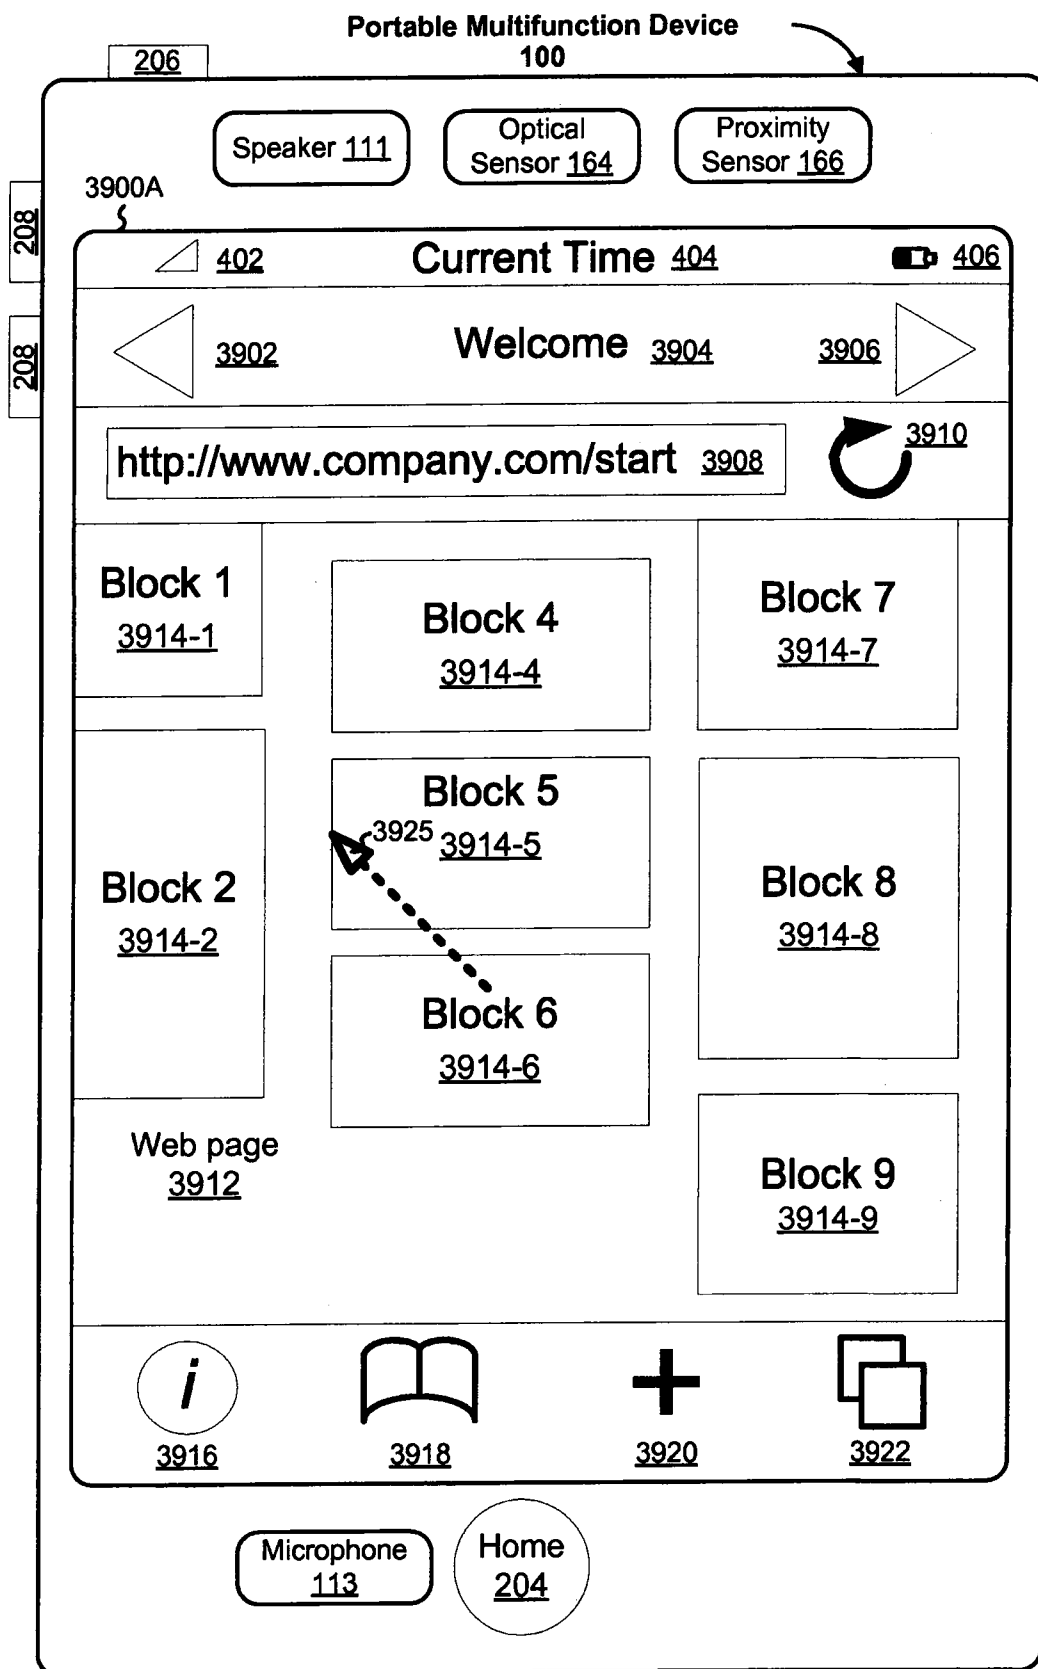 Portable Multifunction Device
100
206
Speaker 111
Optical
Sensor 164
Proximity
Sensor 166
3900A
208
208
402
Current Time 404
406
3902
Welcome 3904
3906
http://www.company.com/start 3908
3910
Block 1
3914-1
Block 4
3914-4
Block 7
3914-7
Block 2
3914-2
Block 5
3925
3914-5
Block 8
3914-8
Block 6
3914-6
Web page
3912
Block 9
3914-9
i
3916
3918
3920
3922
Microphone
113
Home
204